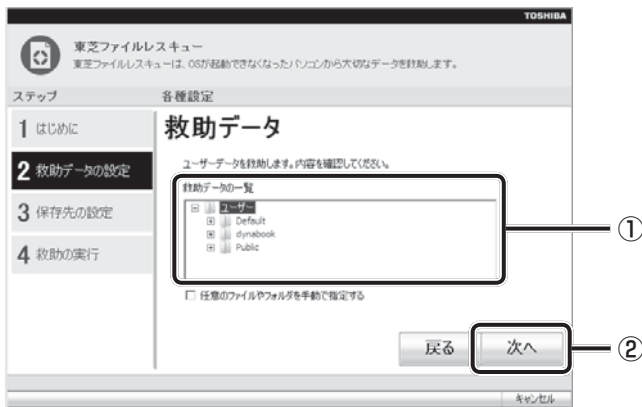 TOSHIBA
東芝ファイルレスキュー
東芝ファイルレスキューは、OSが起動できなくなったパソコンから大切なデータを救助します。
ステップ
各種設定
1 はじめに
2 救助データの設定
3 保存先の設定
4 救助の実行
救助データ
ユーザーデータを救助します。内容を確認してください。
救助データの一覧
ユーザー
Default
dynabook
Public
①
任意のファイルやフォルダを手動で指定する
戻る
次へ
②
キャンセル